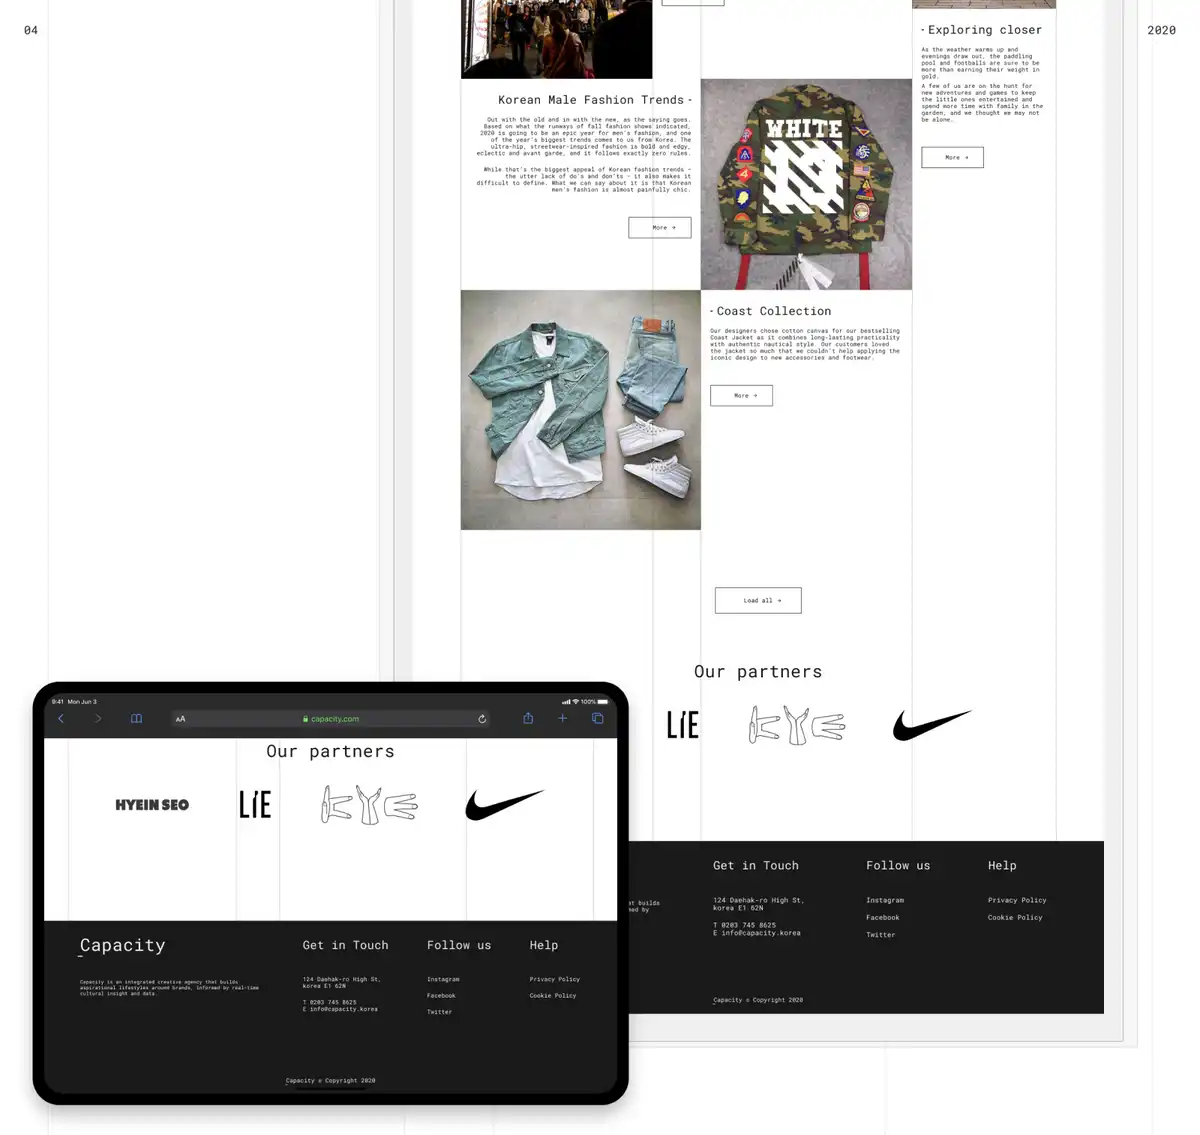 04
2020
- Exploring closer
As the weather warms up and
evenings draw out, the paddling
pool and footballs are sure to be
more than earning their weight in
gold.
A few of us are on the hunt for
new adventures and games to keep
the little ones entertained and
spend more time with family in the
garden, and we thought we may not
be alone.
More →
Korean Male Fashion Trends -
Out with the old and in with the new, as the saying goes.
Based on what the runways of fall fashion shows indicated,
2020 is going to be an epic year for men's fashion, and one
of the year's biggest trends comes to us from Korea. The
ultra-hip, streetwear-inspired fashion is bold and edgy,
eclectic and avant garde, and it follows exactly zero rules.
While that's the biggest appeal of Korean fashion trends –
the utter lack of do's and don'ts – it also makes it
difficult to define. What we can say about it is that Korean
men's fashion is almost painfully chic.
More →
WHITE
4
- Coast Collection
Our designers chose cotton canvas for our bestselling
Coast Jacket as it combines long-lasting practicality
with authentic nautical style. Our customers loved
the jacket so much that we couldn't help applying the
iconic design to new accessories and footwear.
More →
Load all →
Our partners
LIE
KYE
at builds
ed by
Get in Touch
124 Daehak-ro High St,
korea E1 62N
T 0203 745 8625
E info@capacity.korea
Follow us
Instagram
Facebook
Twitter
Help
Privacy Policy
Cookie Policy
Capacity © Copyright 2020
9:41 Mon Jun 3
100%
AA
capacity.com
Our partners
HYEIN SEO
LIE
KYE
Capacity
Capacity is an integrated creative agency that builds
aspirational lifestyles around brands, informed by real-time
cultural insight and data.
Get in Touch
124 Daehak-ro High St,
korea E1 62N
T 0203 745 8625
E info@capacity.korea
Follow us
Instagram
Facebook
Twitter
Help
Privacy Policy
Cookie Policy
Capacity © Copyright 2020